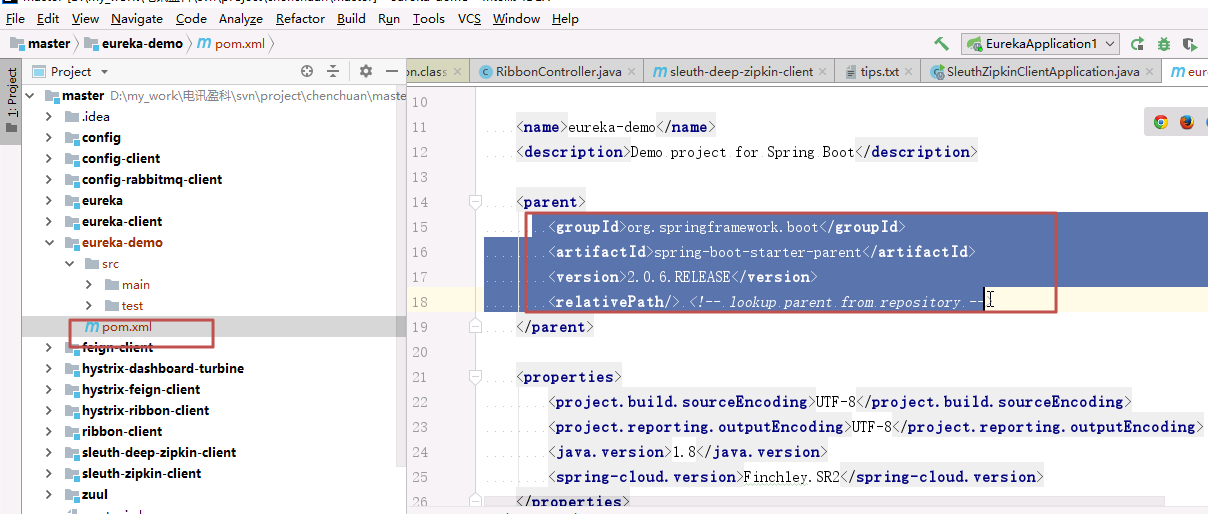 File Edit View Navigate Code Analyze Refactor Build Run Tools VCS Window Help
master eureka-demo pom.xml EurekaApplication1
1: Project
Project
on.class RibbonController.java sleuth-deep-zipkin-client tips.txt SleuthZipkinClientApplication.java eur
master D:\my_work\电讯盈科\svn\project\chenchuan\maste
.idea
config
config-client
config-rabbitmq-client
eureka
eureka-client
eureka-demo
src
main
test
pom.xml
feign-client
hystrix-dashboard-turbine
hystrix-feign-client
hystrix-ribbon-client
ribbon-client
sleuth-deep-zipkin-client
sleuth-zipkin-client
zuul
10
11 <name>eureka-demo</name>
12 <description>Demo project for Spring Boot</description>
13
14 <parent>
15 <groupId>org.springframework.boot</groupId>
16 <artifactId>spring-boot-starter-parent</artifactId>
17 <version>2.0.6.RELEASE</version>
18 <relativePath/> <!-- lookup parent from repository --
19 </parent>
20
21 <properties>
22 <project.build.sourceEncoding>UTF-8</project.build.sourceEncoding>
23 <project.reporting.outputEncoding>UTF-8</project.reporting.outputEncoding>
24 <java.version>1.8</java.version>
25 <spring-cloud.version>Finchley.SR2</spring-cloud.version>
26 </properties>